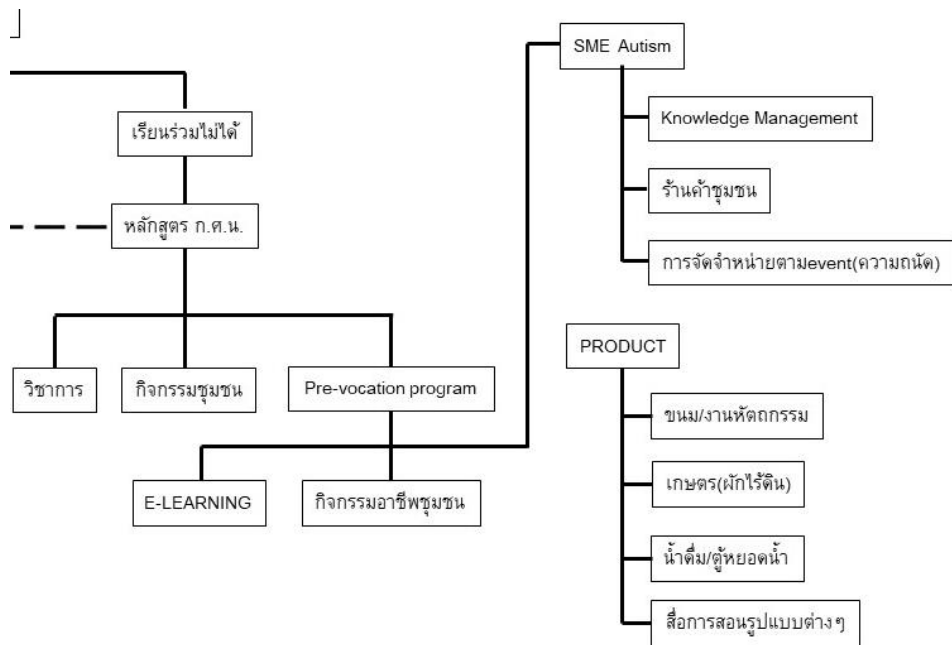 เรียนร่วมไม่ได้
หลักสูตร ก.ศ.น.
วิชาการ
กิจกรรมชุมชน
Pre-vocation program
E-LEARNING
กิจกรรมอาชีพชุมชน
SME Autism
Knowledge Management
ร้านค้าชุมชน
การจัดจำหน่ายตามevent(ความถนัด)
PRODUCT
ขนม/งานหัตถกรรม
เกษตร(ผักไร้ดิน)
น้ำดื่ม/ตู้หยอดน้ำ
สื่อการสอนรูปแบบต่างๆ